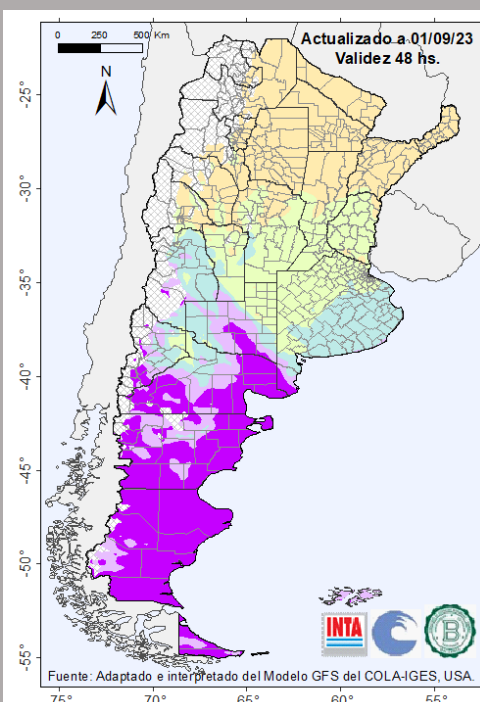 Actualizado a 01/09/23
Validez 48 hs.
0 250 500 Km
N
-25°
-30°
-35°
-40°
-45°
-50°
-55°
INTA
B
Fuente: Adaptado e interpretado del Modelo GFS del COLA-IGES, USA.
75° 70° 65° 60° 55°